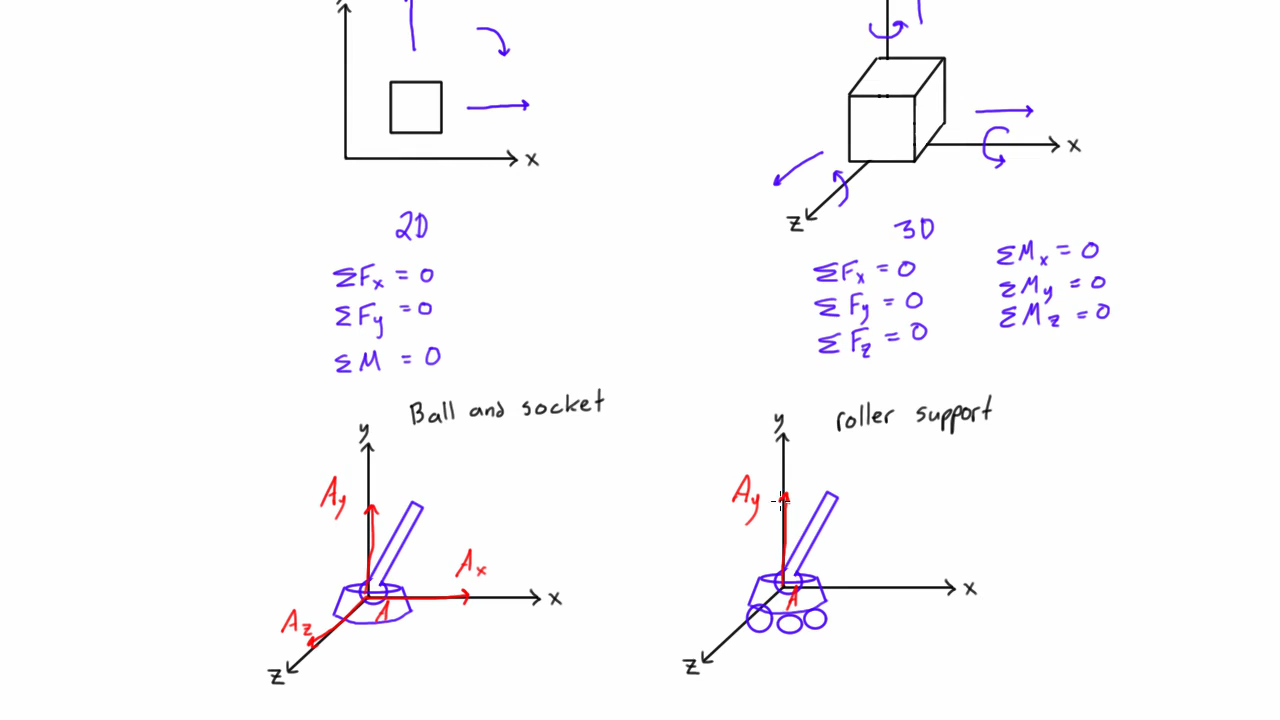 x
x
z
2D
ΣFx = 0
ΣFy = 0
ΣM = 0
3D
ΣFx = 0
ΣFy = 0
ΣFz = 0
ΣMx = 0
ΣMy = 0
ΣMz = 0
Ball and socket
y
Ay
Ax
A
Az
x
z
roller support
y
Ay
A
x
z